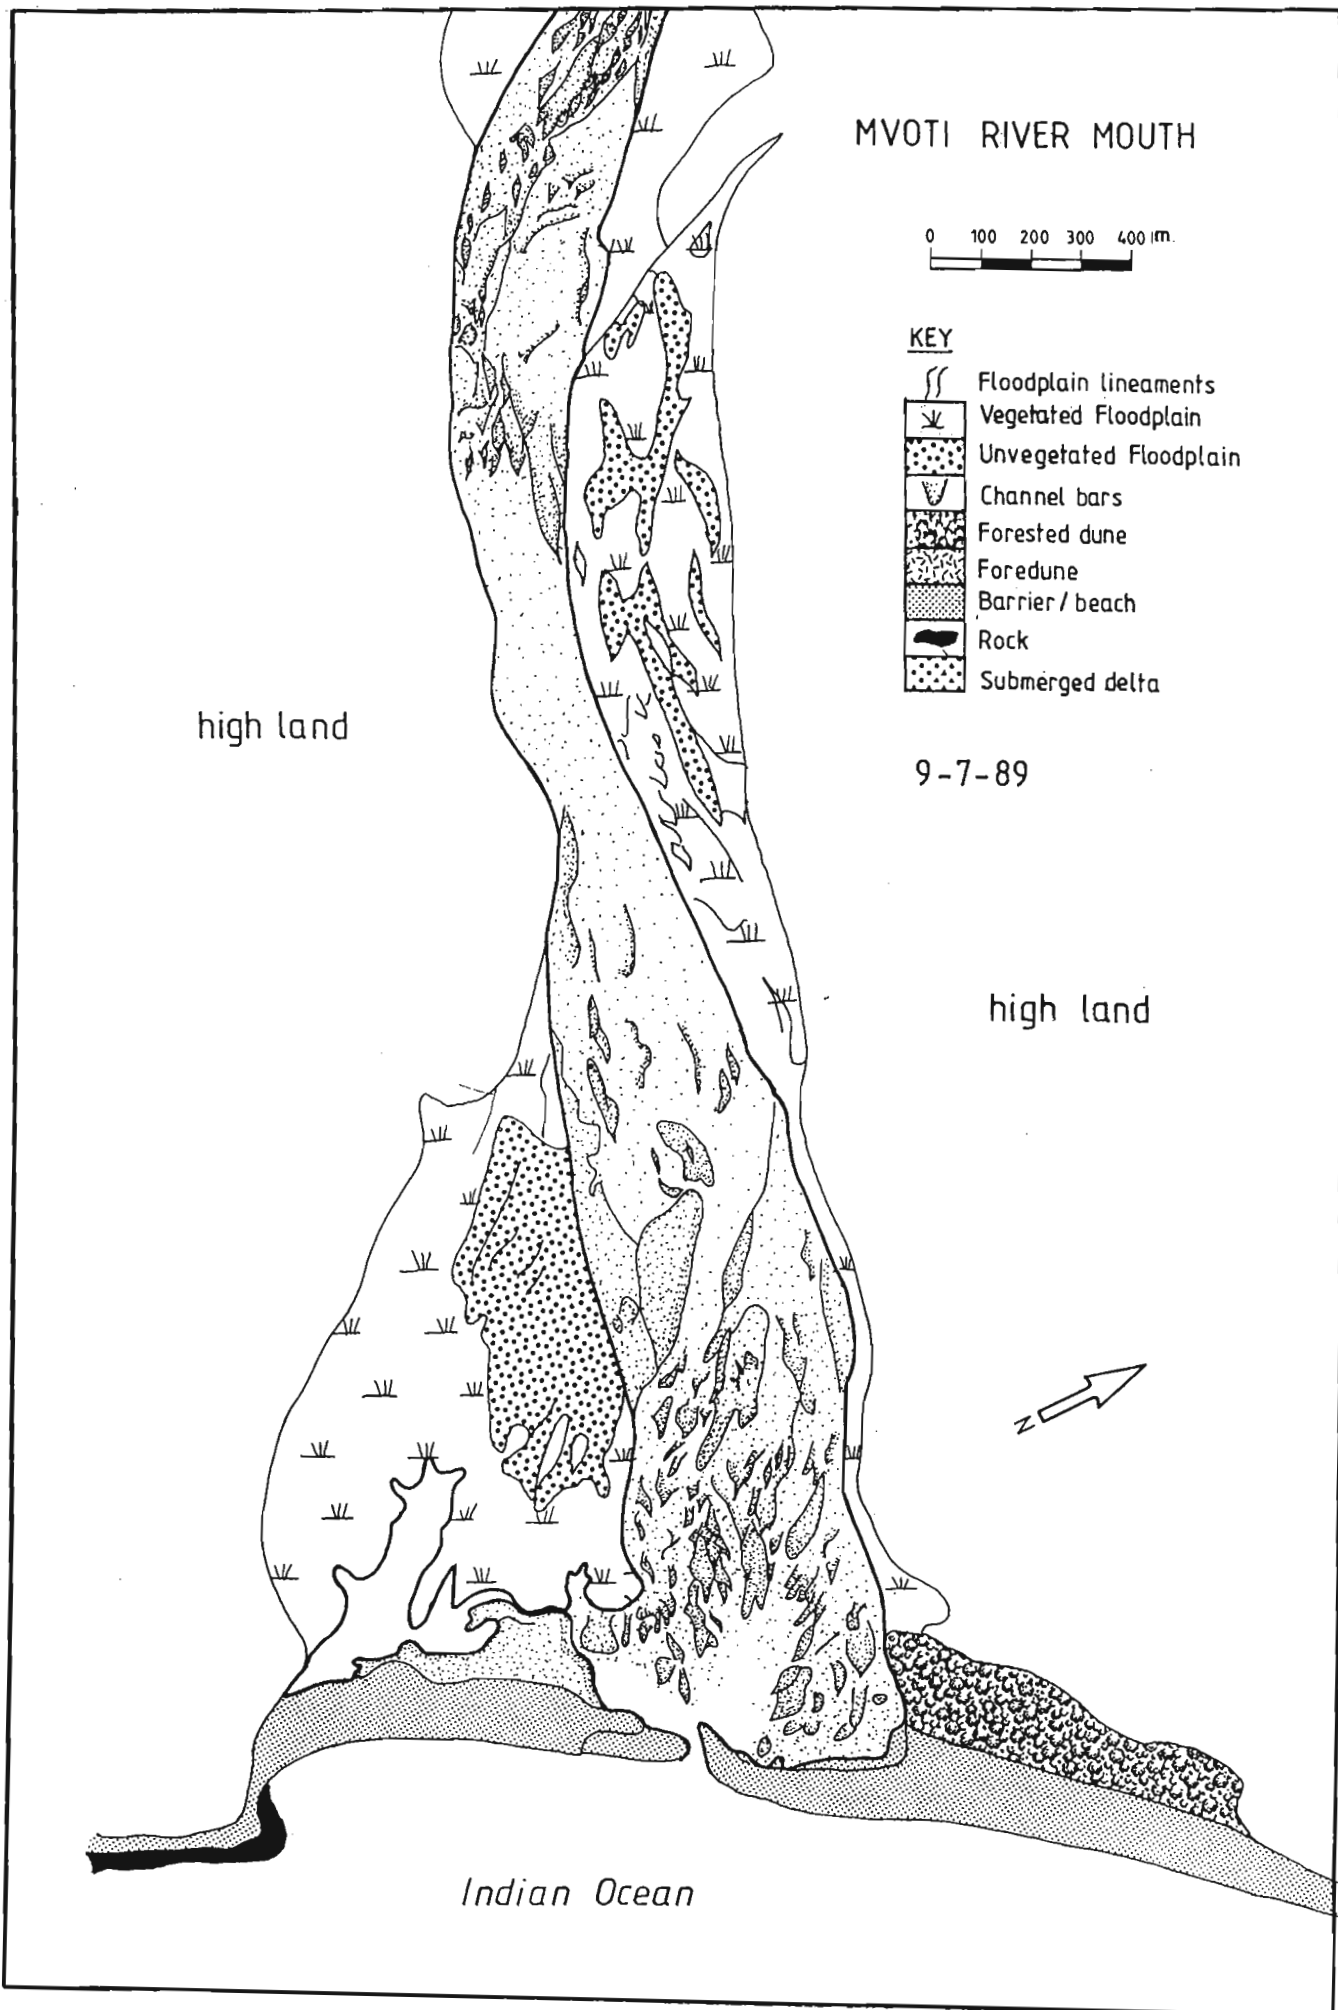 MVOTI RIVER MOUTH
0 100 200 300 400 m.
KEY
Floodplain lineaments
Vegetated Floodplain
Unvegetated Floodplain
Channel bars
Forested dune
Foredune
Barrier / beach
Rock
Submerged delta
high land
9-7-89
high land
N
Indian Ocean